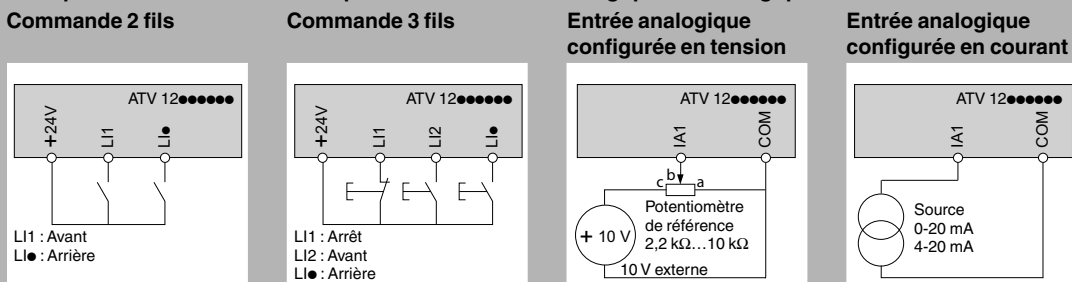 Commande 2 fils
ATV 12●●●●●●
+24V
LI1
LI●
LI1 : Avant
LI● : Arrière
Commande 3 fils
ATV 12●●●●●●
+24V
LI1
LI2
LI●
LI1 : Arrêt
LI2 : Avant
LI● : Arrière
Entrée analogique
configurée en tension
ATV 12●●●●●●
IA1
COM
c b a
Potentiomètre
de référence
2,2 kΩ…10 kΩ
+ 10 V
10 V externe
Entrée analogique
configurée en courant
ATV 12●●●●●●
IA1
COM
Source
0-20 mA
4-20 mA